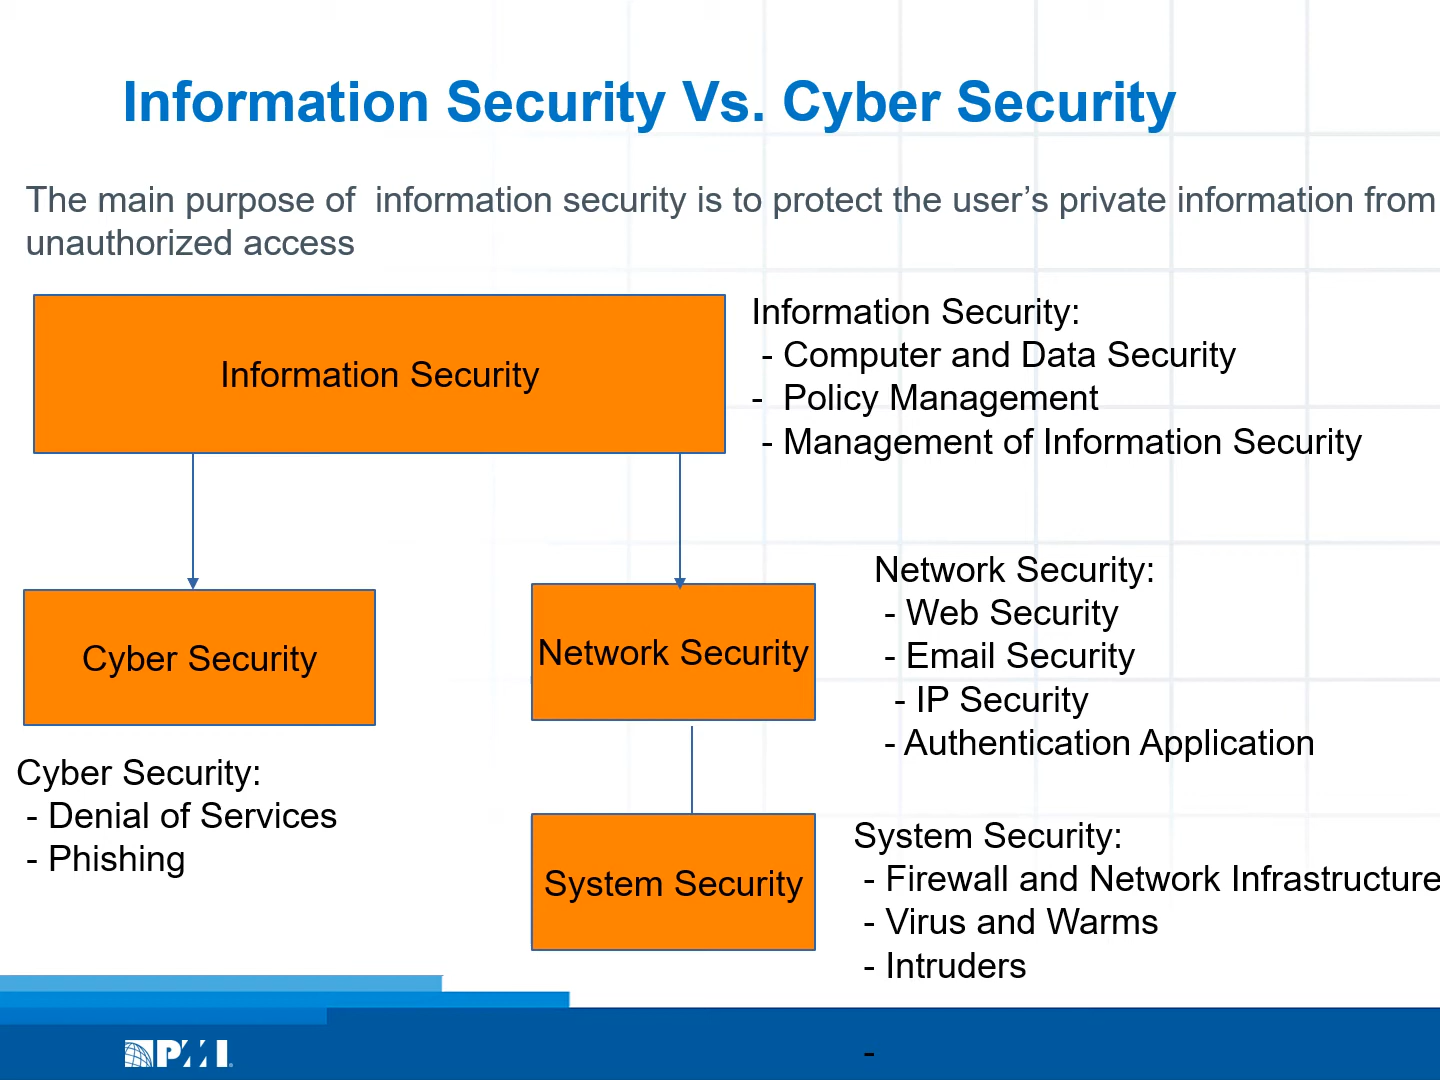 Information Security Vs. Cyber Security
The main purpose of  information security is to protect the user’s private information from
unauthorized access
Information Security
Information Security:
- Computer and Data Security
-  Policy Management
- Management of Information Security
Cyber Security
Network Security
Network Security:
- Web Security
- Email Security
- IP Security
- Authentication Application
Cyber Security:
- Denial of Services
- Phishing
System Security
System Security:
- Firewall and Network Infrastructure
- Virus and Warms
- Intruders
-
PMI